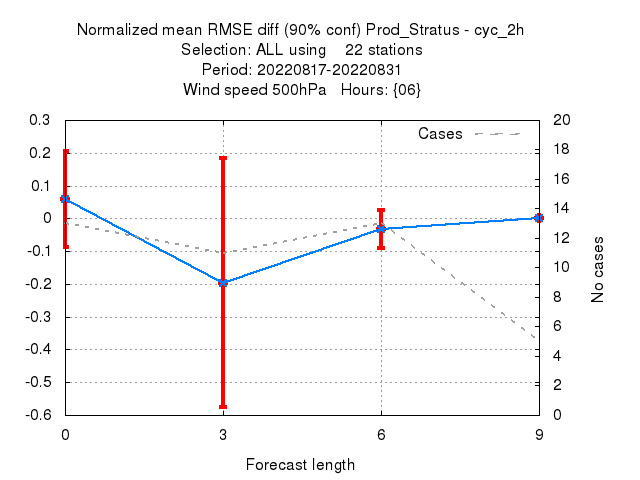 Normalized mean RMSE diff (90% conf) Prod_Stratus - cyc_2h
Selection: ALL using 22 stations
Period: 20220817-20220831
Wind speed 500hPa Hours: {06}
0.3
0.2
0.1
0
-0.1
-0.2
-0.3
-0.4
-0.5
-0.6
Cases
20
18
16
14
12
10
8
6
4
2
0
No cases
0 3 6 9
Forecast length